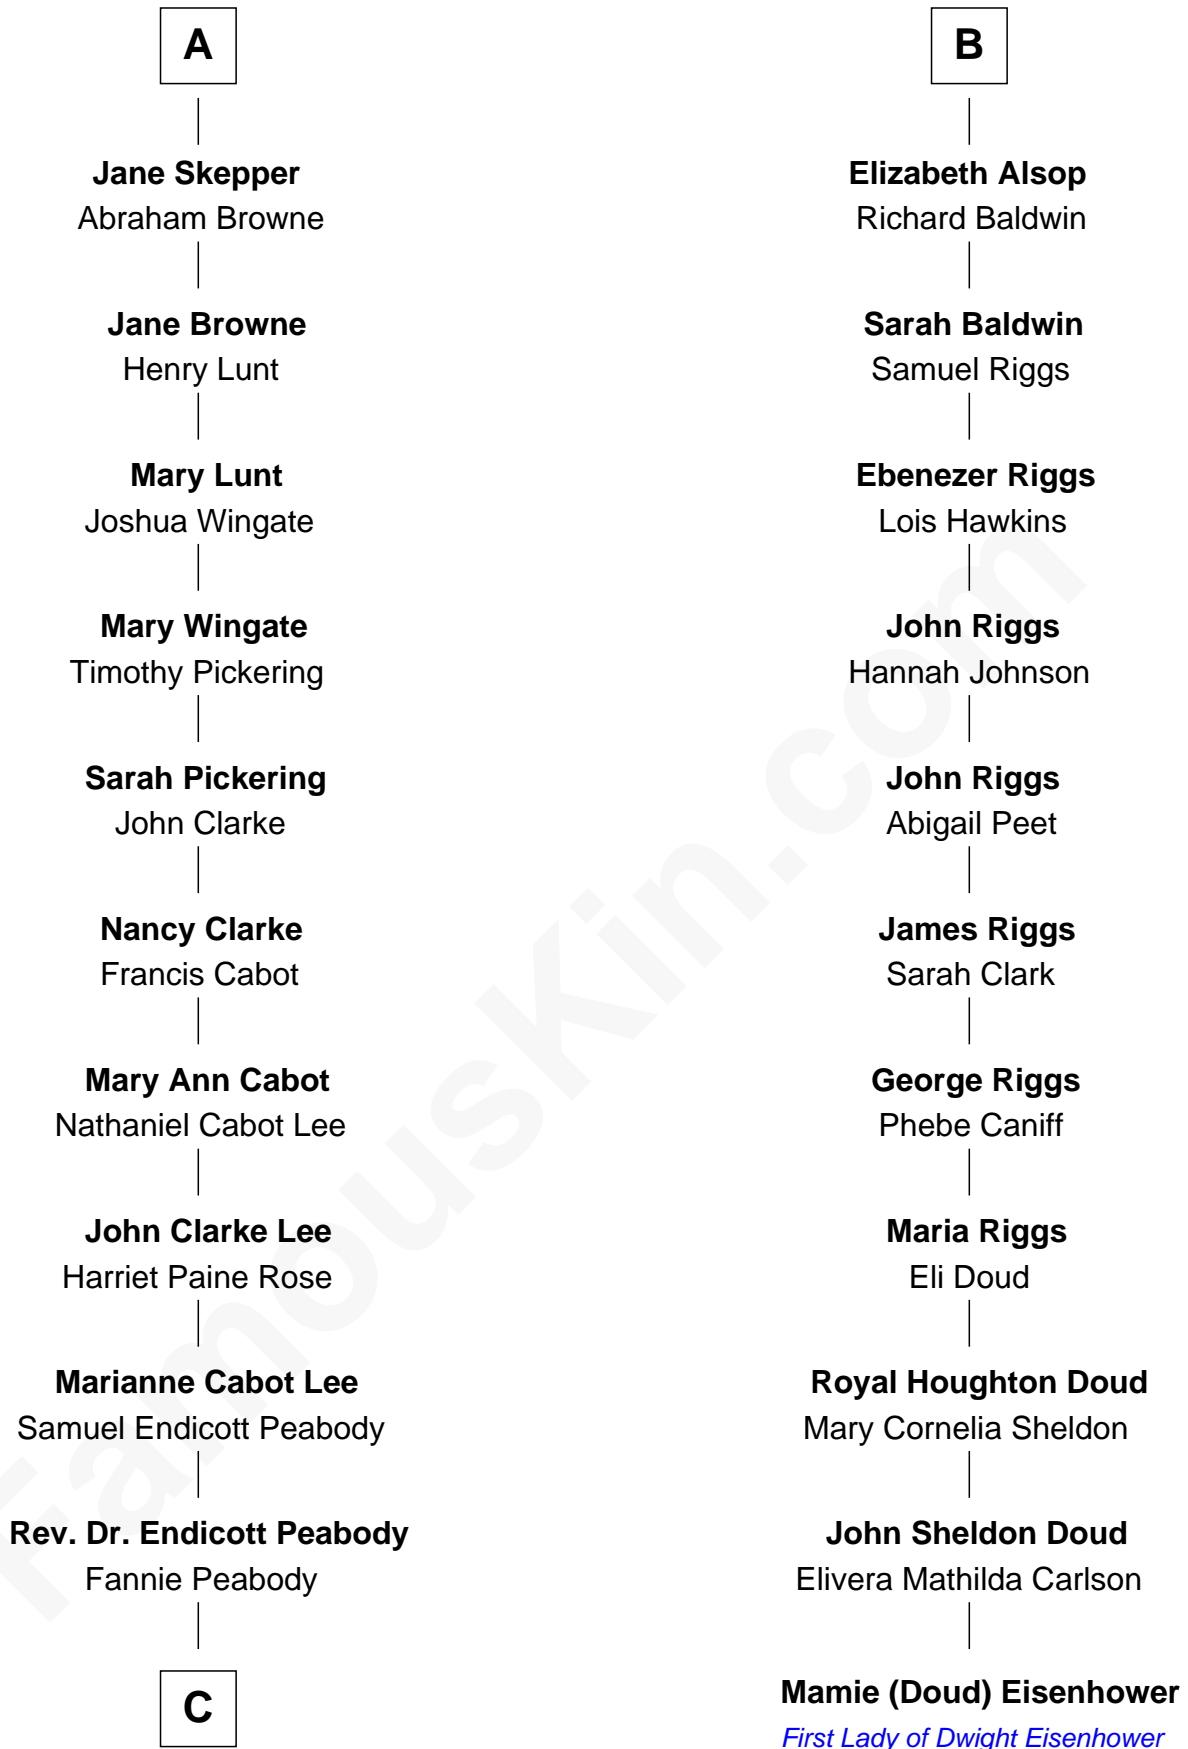 A
Jane Skepper
Abraham Browne
Jane Browne
Henry Lunt
Mary Lunt
Joshua Wingate
Mary Wingate
Timothy Pickering
Sarah Pickering
John Clarke
Nancy Clarke
Francis Cabot
Mary Ann Cabot
Nathaniel Cabot Lee
John Clarke Lee
Harriet Paine Rose
Marianne Cabot Lee
Samuel Endicott Peabody
Rev. Dr. Endicott Peabody
Fannie Peabody
C
B
Elizabeth Alsop
Richard Baldwin
Sarah Baldwin
Samuel Riggs
Ebenezer Riggs
Lois Hawkins
John Riggs
Hannah Johnson
John Riggs
Abigail Peet
James Riggs
Sarah Clark
George Riggs
Phebe Caniff
Maria Riggs
Eli Doud
Royal Houghton Doud
Mary Cornelia Sheldon
John Sheldon Doud
Elivera Mathilda Carlson
Mamie (Doud) Eisenhower
First Lady of Dwight Eisenhower
FamousKin.com